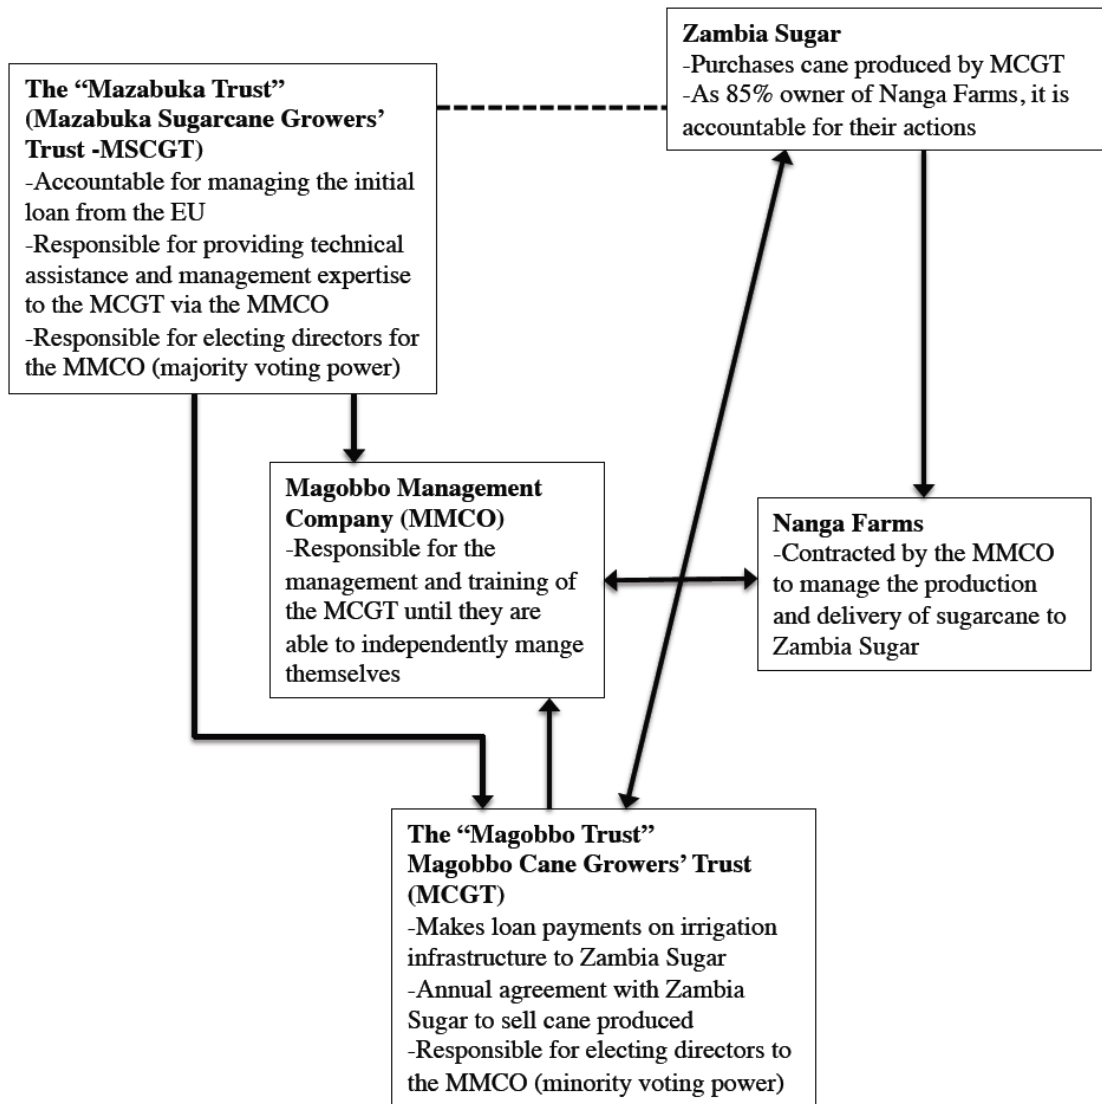 Zambia Sugar
-Purchases cane produced by MCGT
-As 85% owner of Nanga Farms, it is
accountable for their actions
The “Mazabuka Trust”
(Mazabuka Sugarcane Growers’
Trust -MSCGT)
-Accountable for managing the initial
loan from the EU
-Responsible for providing technical
assistance and management expertise
to the MCGT via the MMCO
-Responsible for electing directors for
the MMCO (majority voting power)
Magobbo Management
Company (MMCO)
-Responsible for the
management and training of
the MCGT until they are
able to independently mange
themselves
Nanga Farms
-Contracted by the MMCO
to manage the production
and delivery of sugarcane to
Zambia Sugar
The “Magobbo Trust”
Magobbo Cane Growers’ Trust
(MCGT)
-Makes loan payments on irrigation
infrastructure to Zambia Sugar
-Annual agreement with Zambia
Sugar to sell cane produced
-Responsible for electing directors to
the MMCO (minority voting power)